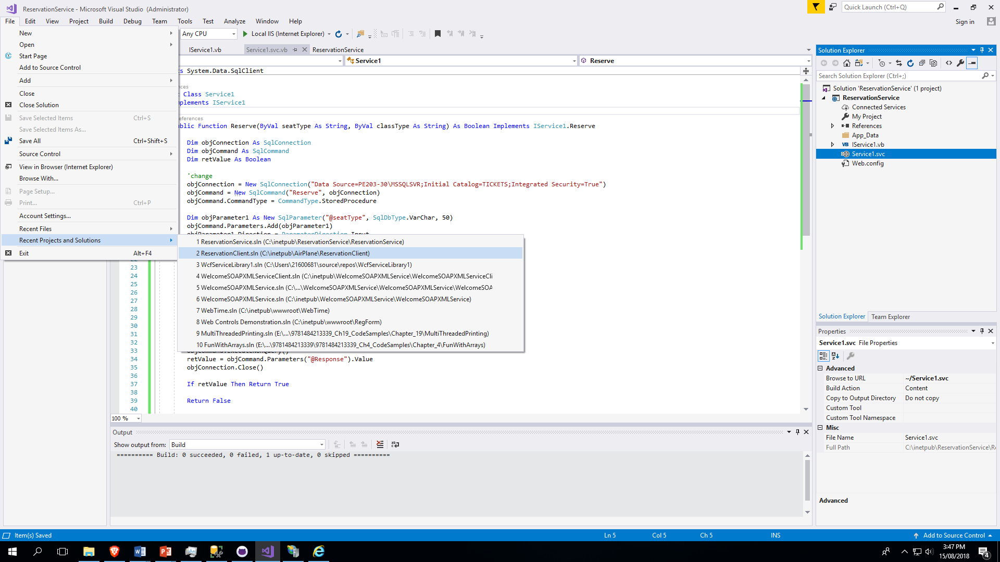 ReservationService - Microsoft Visual Studio (Administrator)
Quick Launch (Ctrl+Q)
File Edit View Project Build Debug Team Tools Test Analyze Window Help
Sign in
Any CPU
Local IIS (Internet Explorer)
New
Open
Start Page
Add to Source Control
Add
Close
Close Solution
Save Selected Items Ctrl+S
Save Selected Items As...
Save All Ctrl+Shift+S
Source Control
View in Browser (Internet Explorer)
Browse With...
Page Setup...
Print... Ctrl+P
Account Settings...
Recent Files
Recent Projects and Solutions
Exit Alt+F4
1 ReservationService.sln (C:\inetpub\ReservationService\ReservationService)
2 ReservationClient.sln (C:\inetpub\AirPlane\ReservationClient)
3 WcfServiceLibrary1.sln (C:\Users\21600681\source\repos\WcfServiceLibrary1)
4 WelcomeSOAPXMLServiceClient.sln (C:\inetpub\WelcomeSOAPXMLService\WelcomeSOAPXMLServiceCli
5 WelcomeSOAPXMLService.sln (C:\...\WelcomeSOAPXMLService\WelcomeSOAPXMLService\WelcomeSOA
6 WelcomeSOAPXMLService.sln (C:\inetpub\WelcomeSOAPXMLService\WelcomeSOAPXMLService)
7 WebTime.sln (C:\inetpub\wwwroot\WebTime)
8 Web Controls Demonstration.sln (C:\inetpub\wwwroot\RegForm)
9 MultiThreadedPrinting.sln (E:\...\9781484213339_Ch19_CodeSamples\Chapter_19\MultiThreadedPrinting)
10 FunWithArrays.sln (E:\...\9781484213339\9781484213339_Ch4_CodeSamples\Chapter_4\FunWithArrays)
IService1.vb Service1.svc.vb ReservationService
Service1 Reserve
s System.Data.SqlClient
ences
Class Service1
plements IService1
eferences
blic Function Reserve(ByVal seatType As String, ByVal classType As String) As Boolean Implements IService1.Reserve
Dim objConnection As SqlConnection
Dim objCommand As SqlCommand
Dim retValue As Boolean
'change
objConnection = New SqlConnection("Data Source=PE203-30\MSSQLSVR;Initial Catalog=TICKETS;Integrated Security=True")
objCommand = New SqlCommand("Reserve", objConnection)
objCommand.CommandType = CommandType.StoredProcedure
Dim objParameter1 As New SqlParameter("@seatType", SqlDbType.VarChar, 50)
objCommand.Parameters.Add(objParameter1)
objParameter1.Direction = ParameterDirection.Input
23
24
25
26
27
28
29
30
31
32
33 objCommand.ExecuteNonQuery()
34 retValue = objCommand.Parameters("@Response").Value
35 objConnection.Close()
36
37 If retValue Then Return True
38
39 Return False
40
100 %
Output
Show output from: Build
========== Build: 0 succeeded, 0 failed, 1 up-to-date, 0 skipped ==========
Solution Explorer
Search Solution Explorer (Ctrl+;)
Solution 'ReservationService' (1 project)
ReservationService
Connected Services
My Project
References
App_Data
VB IService1.vb
Service1.svc
Web.config
Solution Explorer Team Explorer
Properties
Service1.svc File Properties
Advanced
Browse to URL ~/Service1.svc
Build Action Content
Copy to Output Directory Do not copy
Custom Tool
Custom Tool Namespace
Misc
File Name Service1.svc
Full Path C:\inetpub\ReservationService\Re
Advanced
Item(s) Saved
Ln 5 Col 5 Ch 5 INS
Add to Source Control
3:47 PM
15/08/2018
4